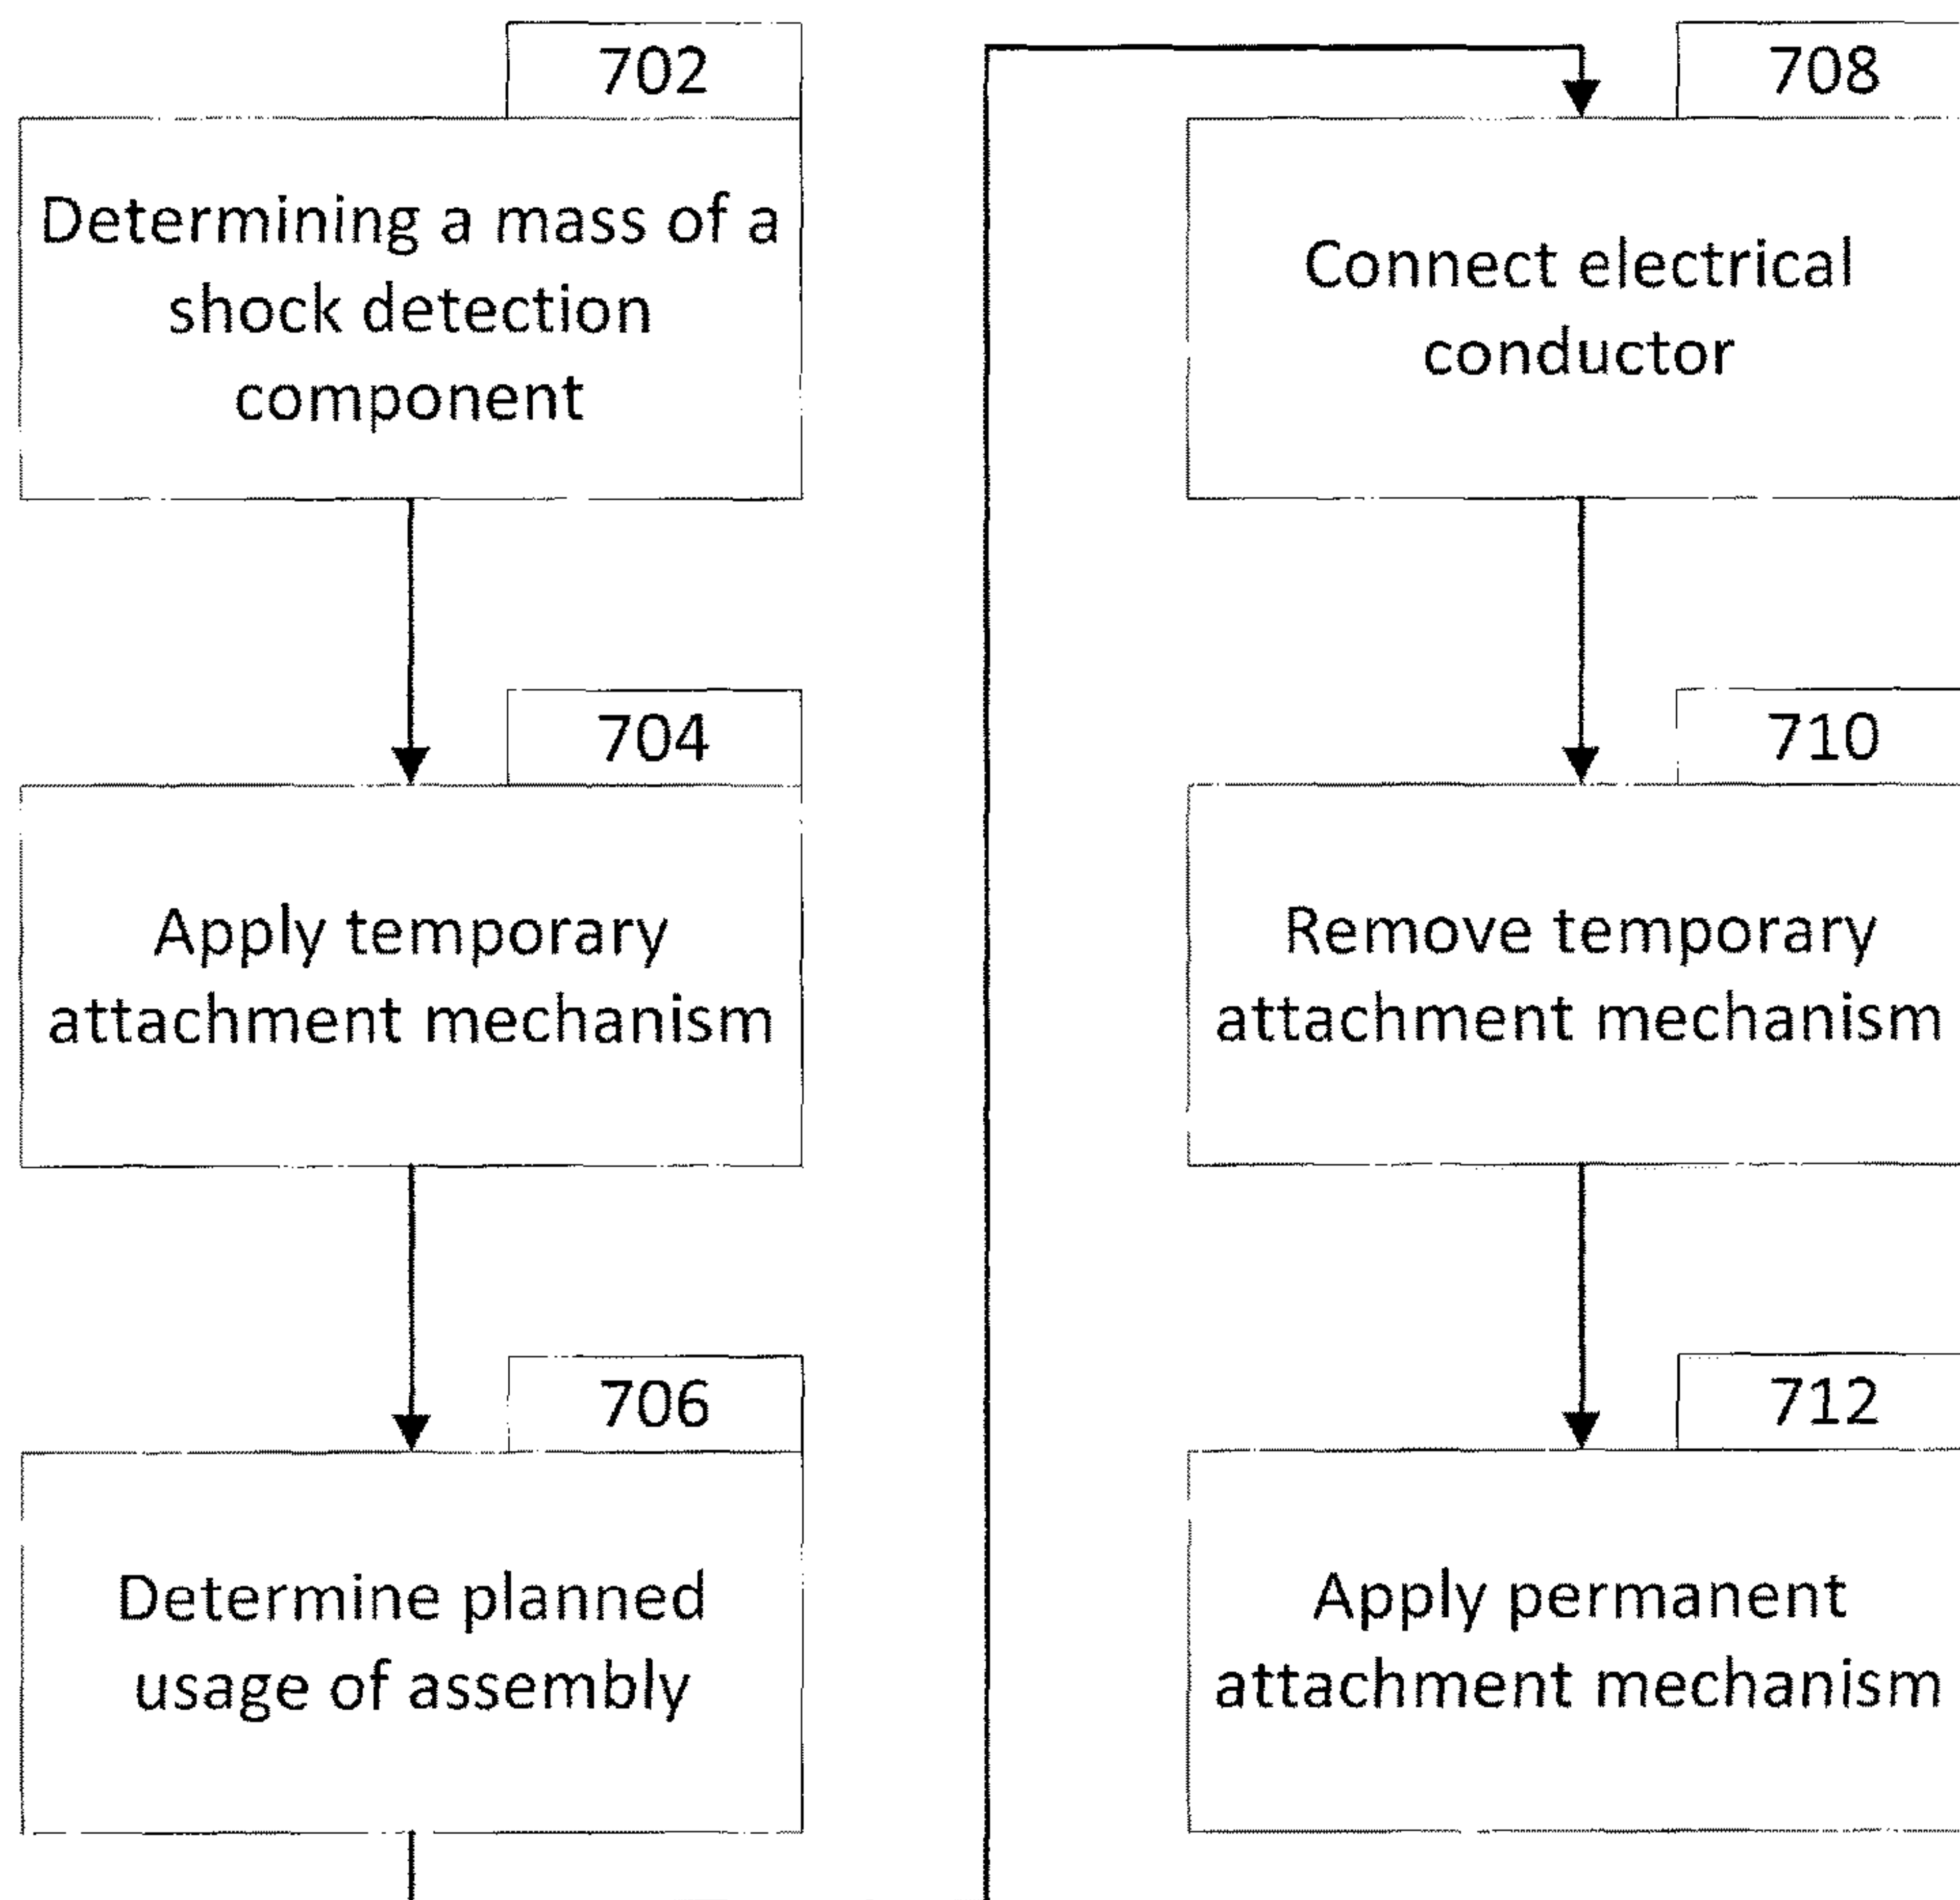 702
Determining a mass of a
shock detection
component
704
Apply temporary
attachment mechanism
706
Determine planned
usage of assembly
708
Connect electrical
conductor
710
Remove temporary
attachment mechanism
712
Apply permanent
attachment mechanism